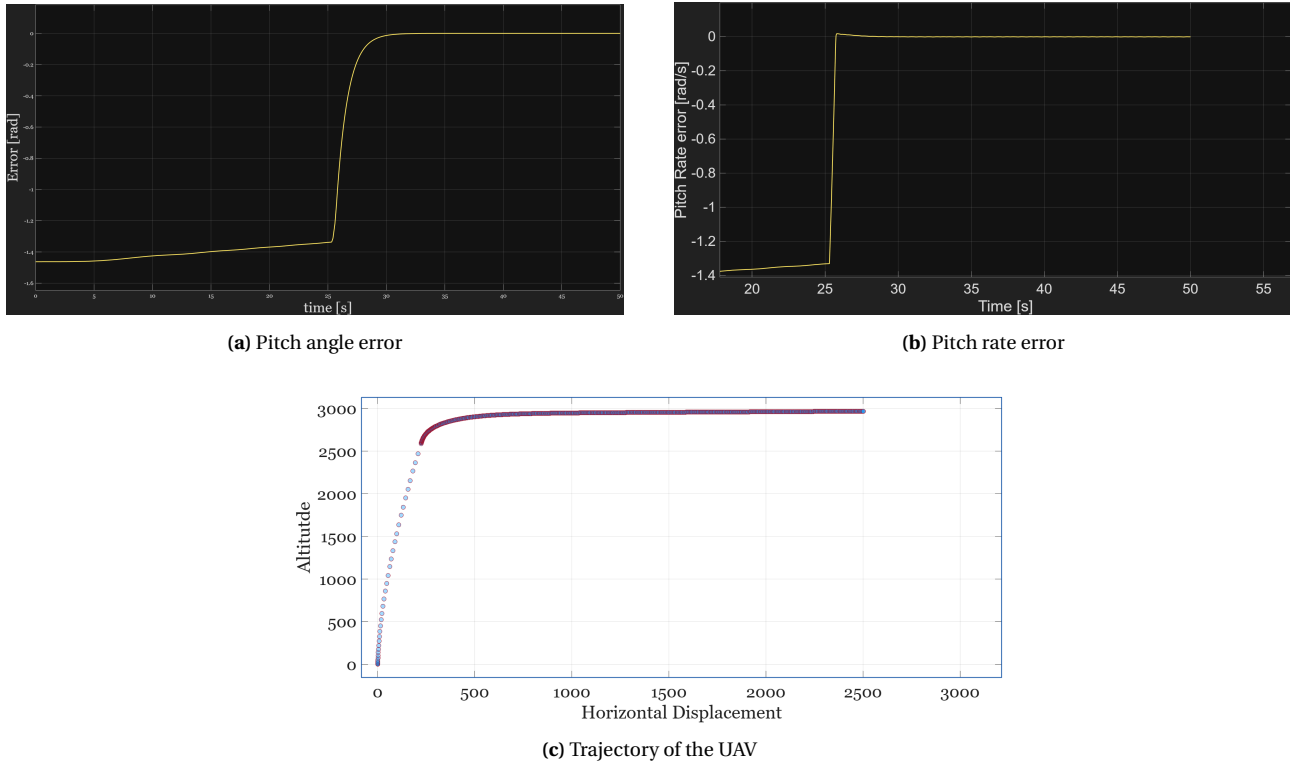 0
-0.2
-0.4
-0.6
-0.8
-1
-1.2
-1.4
-1.6
Error [rad]
0 5 10 15 20 25 30 35 40 45 50
time [s]
(a) Pitch angle error
0
-0.2
-0.4
-0.6
-0.8
-1
-1.2
-1.4
Pitch Rate error [rad/s]
20 25 30 35 40 45 50 55
Time [s]
(b) Pitch rate error
3000
2500
2000
1500
1000
500
0
Altitutde
0 500 1000 1500 2000 2500 3000
Horizontal Displacement
(c) Trajectory of the UAV